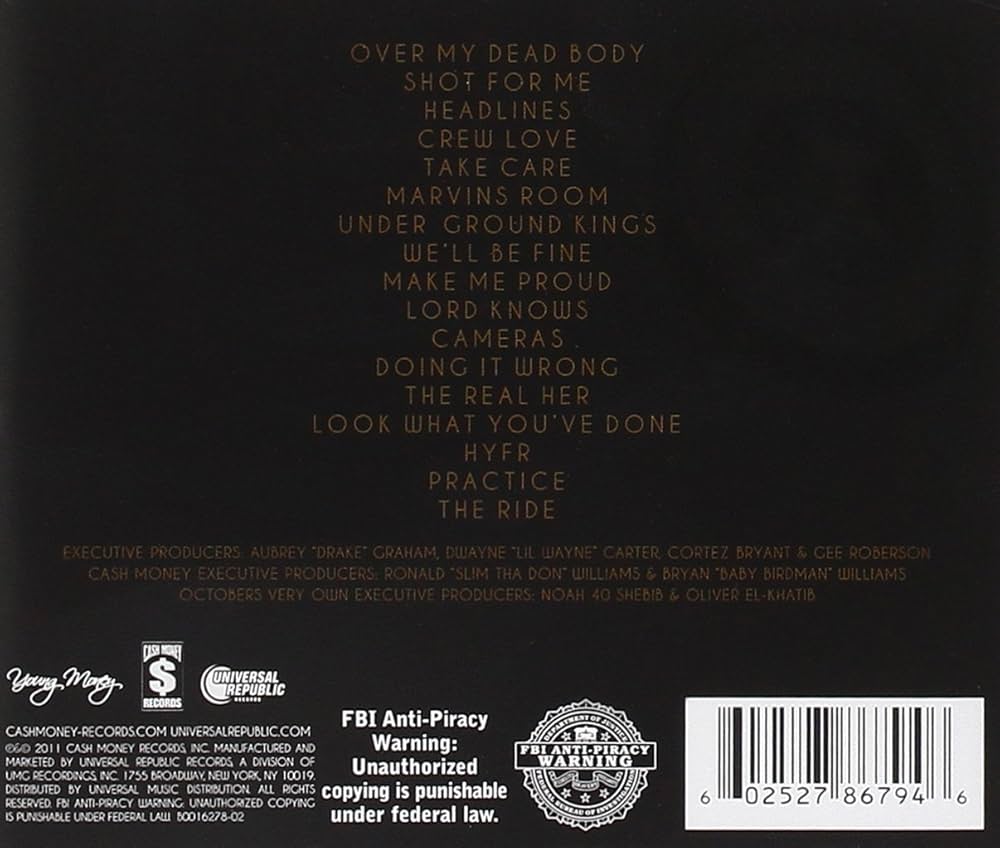 OVER MY DEAD BODY
SHOT FOR ME
HEADLINES
CREW LOVE
TAKE CARE
MARVINS ROOM
UNDER GROUND KINGS
WE'LL BE FINE
MAKE ME PROUD
LORD KNOWS
CAMERAS
DOING IT WRONG
THE REAL HER
LOOK WHAT YOU'VE DONE
HYFR
PRACTICE
THE RIDE
EXECUTIVE PRODUCERS: AUBREY "DRAKE" GRAHAM, DWAYNE "LIL WAYNE" CARTER, CORTEZ BRYANT & GEE ROBERSON
CASH MONEY EXECUTIVE PRODUCERS: RONALD "SLIM THA DON" WILLIAMS & BRYAN "BABY BIRDMAN" WILLIAMS
OCTOBERS VERY OWN EXECUTIVE PRODUCERS: NOAH 40 SHEBIB & OLIVER EL-KHATIB
Young Money
CASH MONEY
$
RECORDS
UNIVERSAL
REPUBLIC
RECORDS
CASHMONEY-RECORDS.COM UNIVERSALREPUBLIC.COM
℗© 2011 CASH MONEY RECORDS, INC. MANUFACTURED AND
MARKETED BY UNIVERSAL REPUBLIC RECORDS, A DIVISION OF
UMG RECORDINGS, INC. 1755 BROADWAY, NEW YORK, NY 10019.
DISTRIBUTED BY UNIVERSAL MUSIC DISTRIBUTION. ALL RIGHTS
RESERVED. FBI ANTI-PIRACY WARNING: UNAUTHORIZED COPYING
IS PUNISHABLE UNDER FEDERAL LAW. B0016278-02
FBI Anti-Piracy
Warning:
Unauthorized
copying is punishable
under federal law.
DEPARTMENT OF JUSTICE
FBI ANTI-PIRACY
WARNING
FEDERAL BUREAU OF INVESTIGATION
6 02527 86794 6